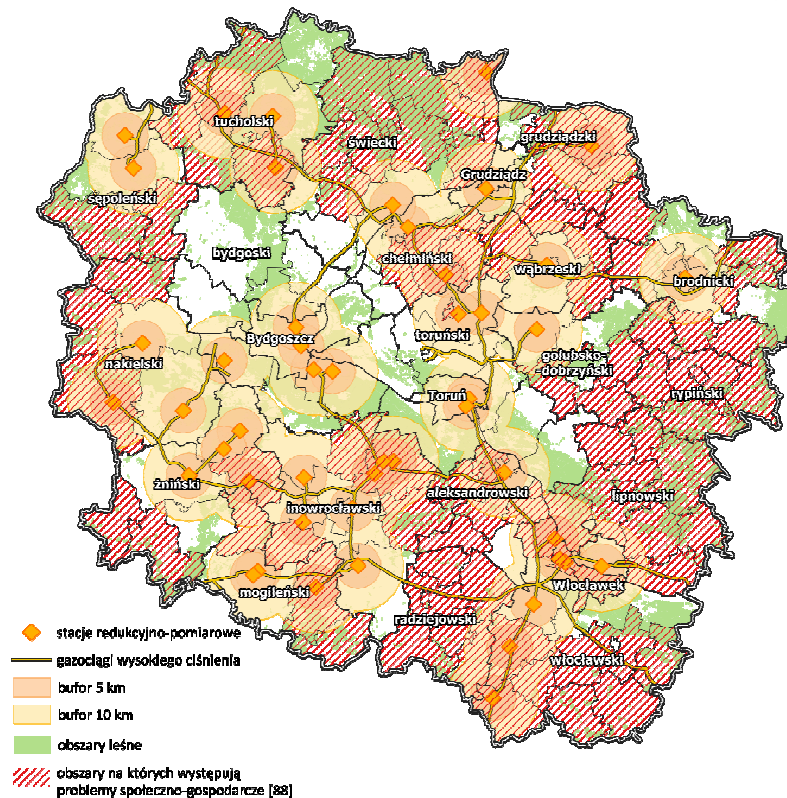 tucholski
świecki
grudziądzki
Grudziądz
sępoleński
bydgoski
chełmiński
wąbrzeski
brodnicki
Bydgoszcz
toruński
nakielski
golubsko-
-dobrzyński
rypiński
Toruń
żniński
aleksandrowski
lipnowski
inowrocławski
mogileński
Włocławek
radziejowski
włocławski
stacje redukcyjno-pomiarowe
gazociągi wysokiego ciśnienia
bufor 5 km
bufor 10 km
obszary leśne
obszary na których występują
problemy społeczno-gospodarcze [88]